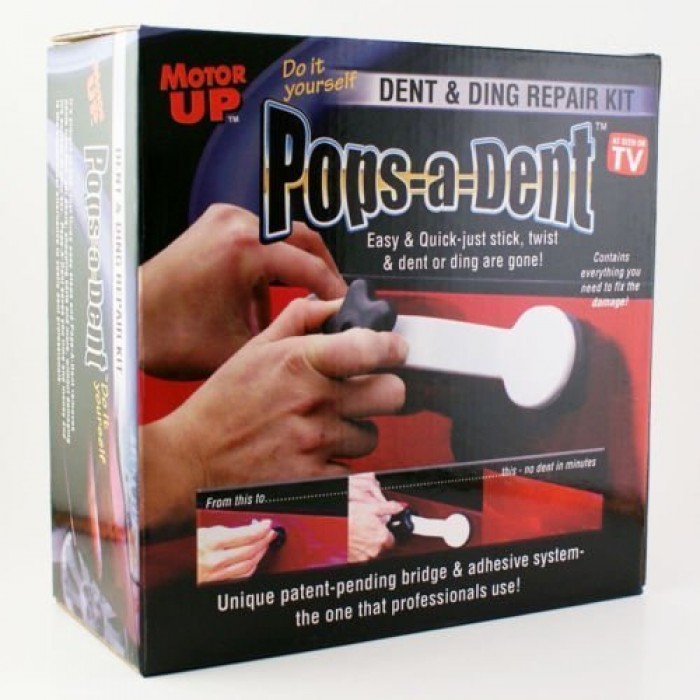 MOTOR
UP™
Do it
yourself
DENT & DING REPAIR KIT
Pops-a-Dent™
AS SEEN ON
TV
Easy & Quick-just stick, twist
& dent or ding are gone!
Contains
everything you
need to fix the
damage!
From this to...............................this - no dent in minutes
Unique patent-pending bridge & adhesive system-
the one that professionals use!
MOTOR
UP
Pops-a-Dent
Do it
yourself
DENT & DING REPAIR KIT